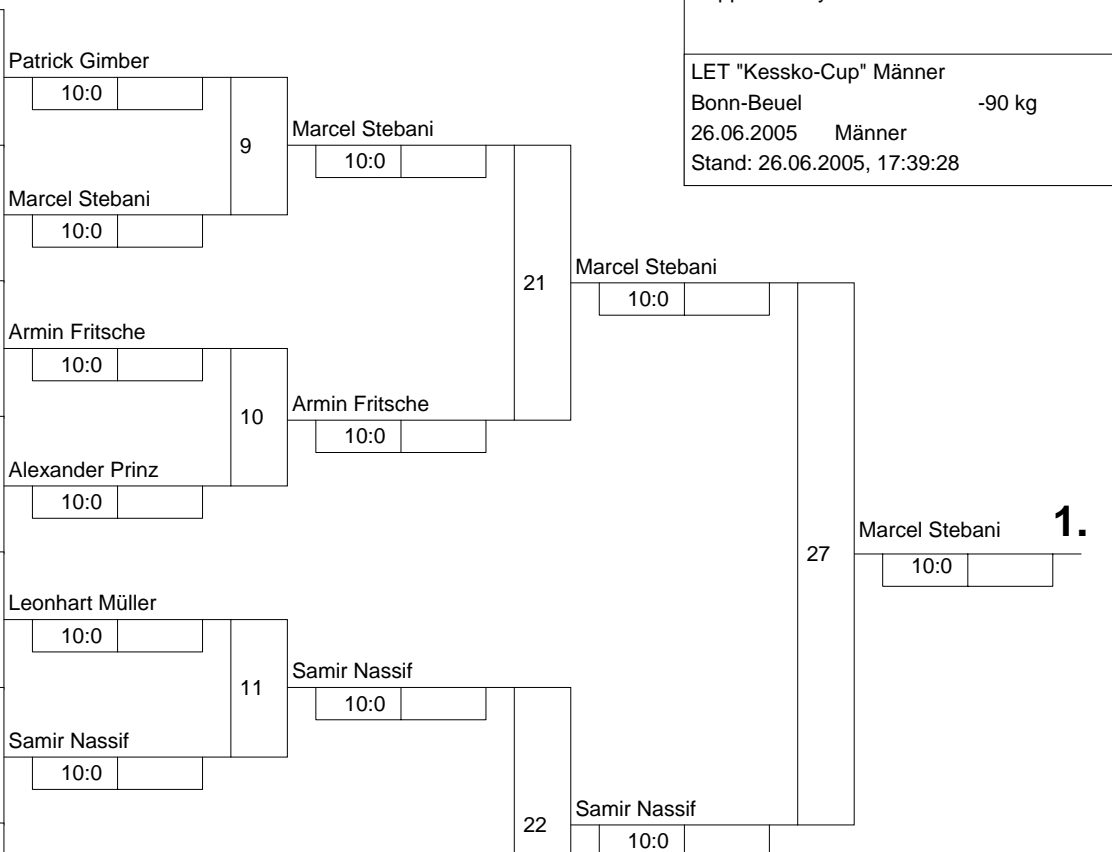 LET "Kessko-Cup" Männer
Bonn-Beuel -90 kg
26.06.2005 Männer
Stand: 26.06.2005, 17:39:28
Patrick Gimber
10:0
9
Marcel Stebani
10:0
Marcel Stebani
10:0
21
Marcel Stebani
10:0
Armin Fritsche
10:0
10
Armin Fritsche
10:0
Alexander Prinz
10:0
27
Marcel Stebani 1.
10:0
Leonhart Müller
10:0
11
Samir Nassif
10:0
Samir Nassif
10:0
22
Samir Nassif
10:0